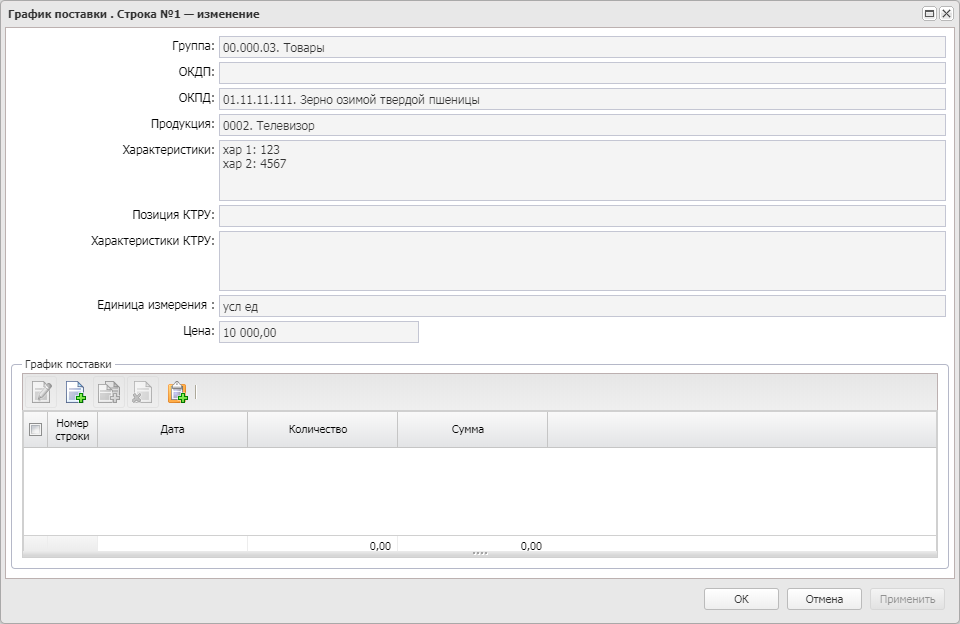 График поставки . Строка №1 — изменение
Группа: 00.000.03. Товары
ОКДП:
ОКПД: 01.11.11.111. Зерно озимой твердой пшеницы
Продукция: 0002. Телевизор
Характеристики: хар 1: 123
хар 2: 4567
Позиция КТРУ:
Характеристики КТРУ:
Единица измерения : усл ед
Цена: 10 000,00
График поставки
Номер строки Дата Количество Сумма
0,00 0,00
ОК Отмена Применить